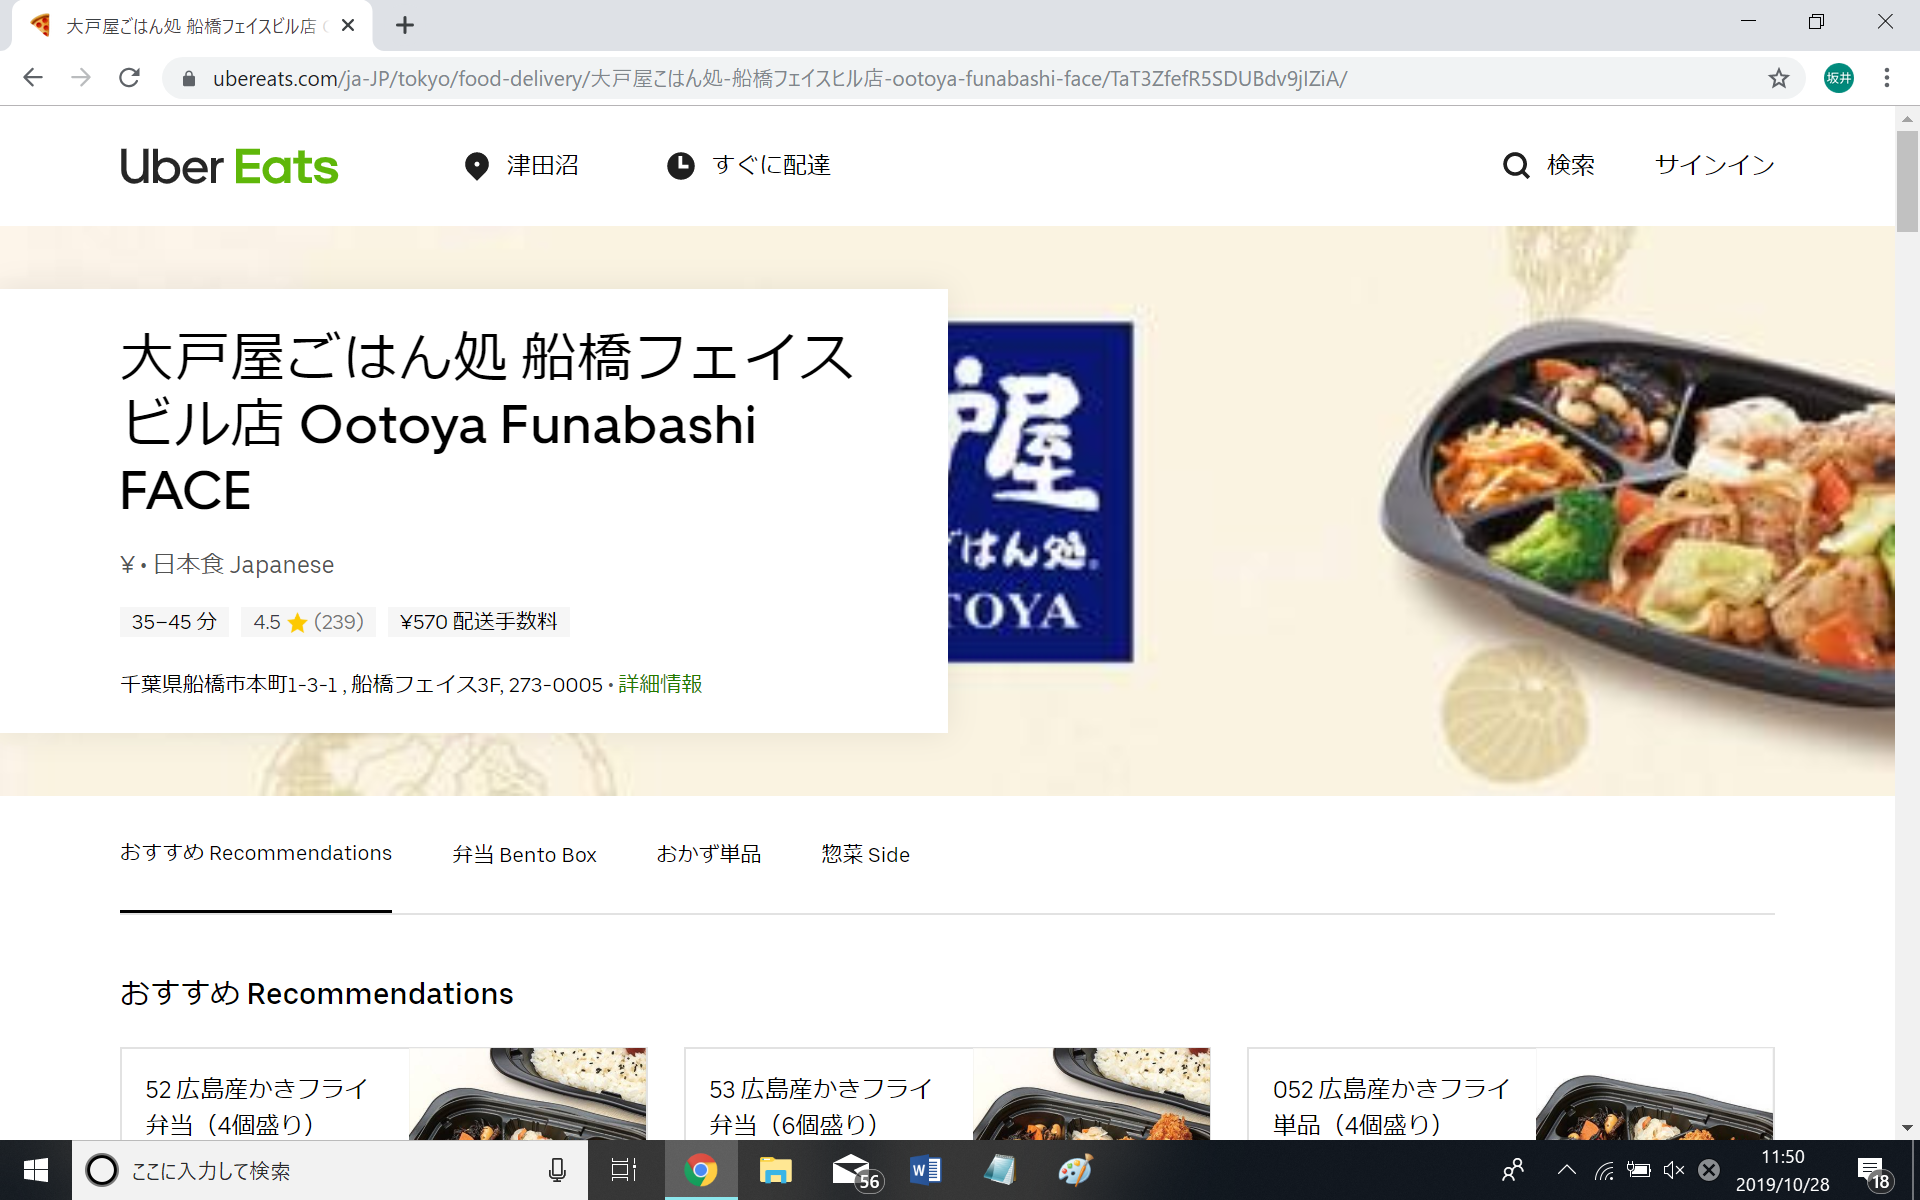 大戸屋ごはん処 船橋フェイスビル店
ubereats.com/ja-JP/tokyo/food-delivery/大戸屋ごはん処-船橋フェイスビル店-ootoya-funabashi-face/TaT3ZfefR5SDUBdv9jIZiA/
坂井
Uber Eats
津田沼
すぐに配達
検索
サインイン
大戸屋ごはん処 船橋フェイス
ビル店 Ootoya Funabashi
FACE
¥ • 日本食 Japanese
35–45 分
4.5 (239)
¥570 配送手数料
千葉県船橋市本町1-3-1 , 船橋フェイス3F, 273-0005 • 詳細情報
戸屋
ごはん処
TOYA
おすすめ Recommendations
弁当 Bento Box
おかず単品
惣菜 Side
おすすめ Recommendations
52 広島産かきフライ
弁当（4個盛り）
53 広島産かきフライ
弁当（6個盛り）
052 広島産かきフライ
単品（4個盛り）
ここに入力して検索
56
11:50
2019/10/28
18